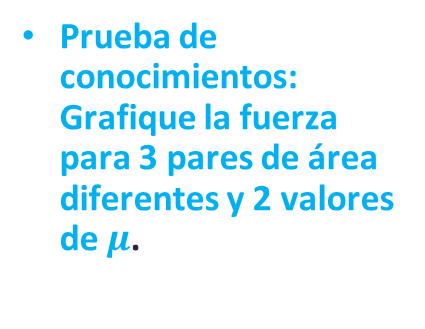 • Prueba de
conocimientos:
Grafique la fuerza
para 3 pares de área
diferentes y 2 valores
de μ.